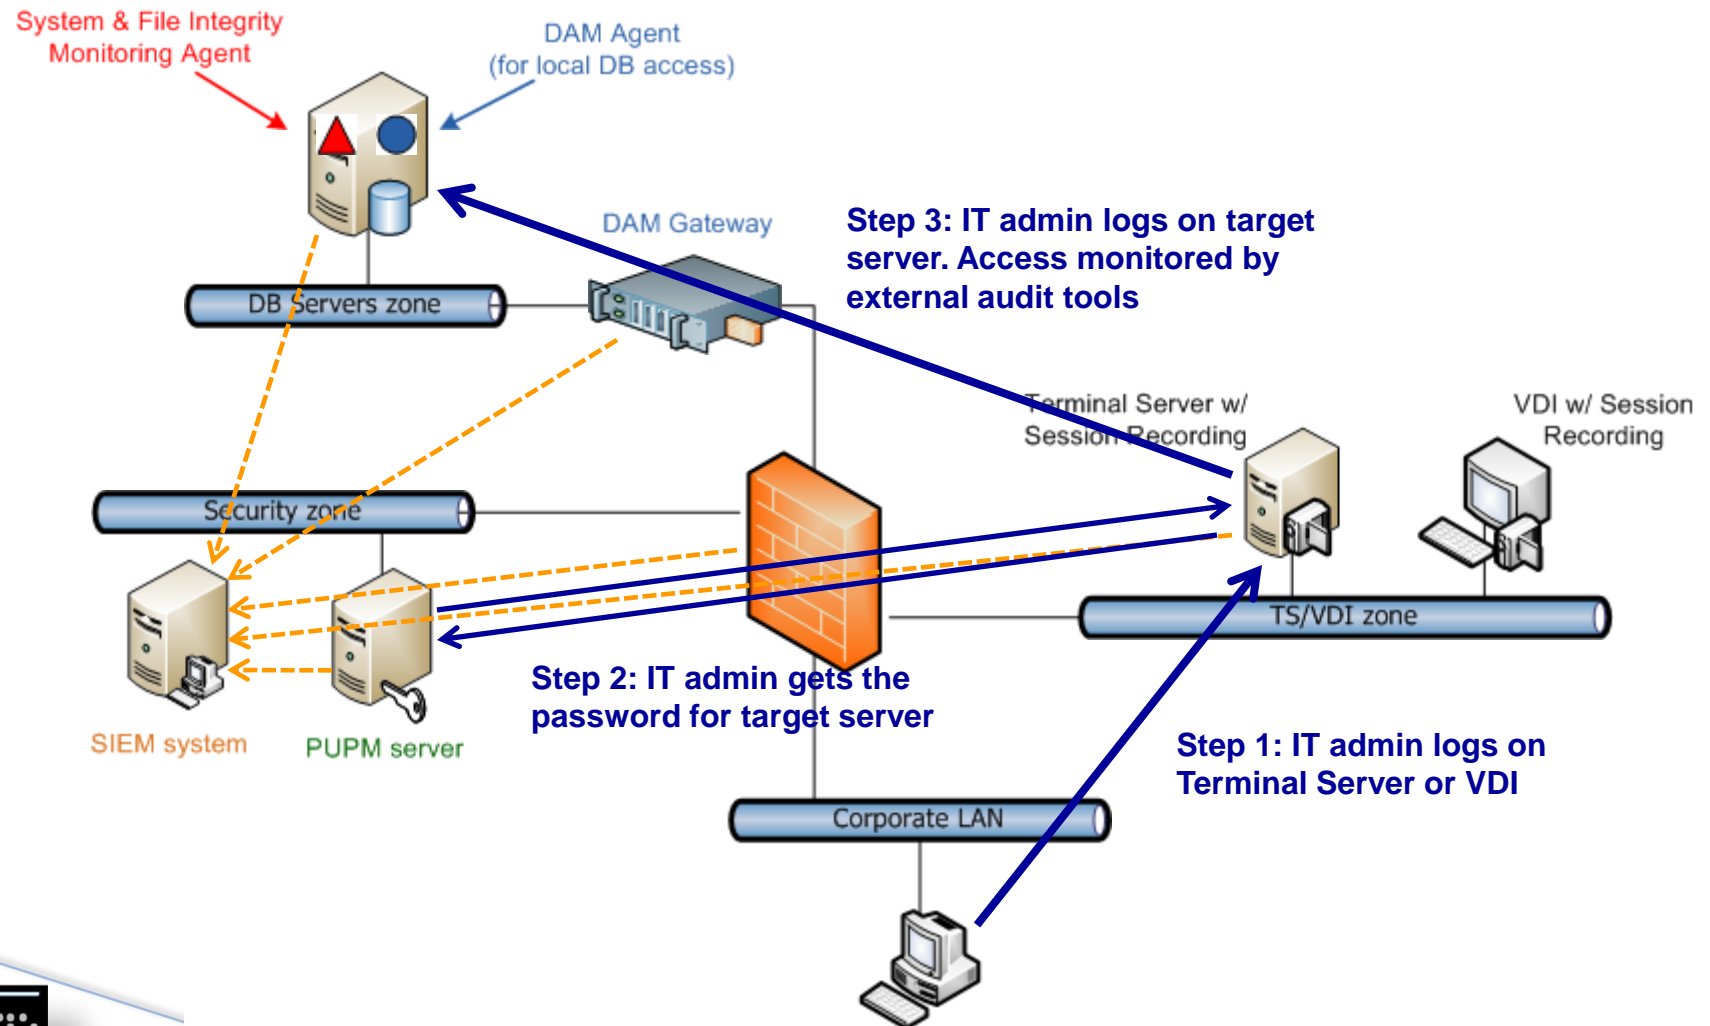 System & File Integrity
Monitoring Agent
DAM Agent
(for local DB access)
DAM Gateway
Step 3: IT admin logs on target
server. Access monitored by
external audit tools
DB Servers zone
Terminal Server w/
Session Recording
VDI w/ Session
Recording
Security zone
TS/VDI zone
Step 2: IT admin gets the
password for target server
SIEM system
PUPM server
Step 1: IT admin logs on
Terminal Server or VDI
Corporate LAN